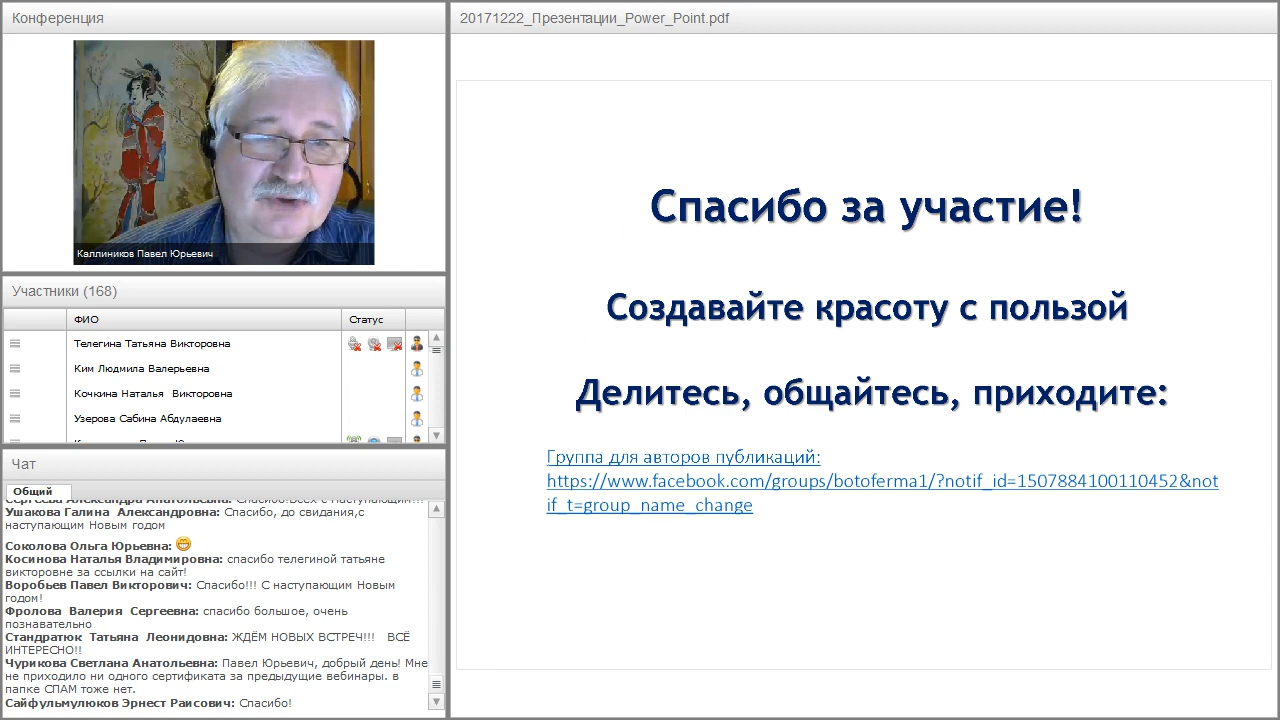 Конференция
Каллиников Павел Юрьевич
Участники (168)
ФИО
Статус
Телегина Татьяна Викторовна
Ким Людмила Валерьевна
Кочкина Наталья Викторовна
Узерова Сабина Абдулаевна
Чат
Общий
Ушакова Галина Александровна: Спасибо, до свидания,с
наступающим Новым годом
Соколова Ольга Юрьевна:
Косинова Наталья Владимировна: спасибо телегиной татьяне
викторовне за ссылки на сайт!
Воробьев Павел Викторович: Спасибо!!! С наступающим Новым
годом!
Фролова Валерия Сергеевна: спасибо большое, очень
познавательно
Стандратюк Татьяна Леонидовна: ЖДЁМ НОВЫХ ВСТРЕЧ!!! ВСЁ
ИНТЕРЕСНО!!
Чурикова Светлана Анатольевна: Павел Юрьевич, добрый день! Мне
не приходило ни одного сертификата за предыдущие вебинары. в
папке СПАМ тоже нет.
Сайфульмулюков Эрнест Раисович: Спасибо!
20171222_Презентации_Power_Point.pdf
Спасибо за участие!
Создавайте красоту с пользой
Делитесь, общайтесь, приходите:
Группа для авторов публикаций:
https://www.facebook.com/groups/botoferma1/?notif_id=1507884100110452&not
if_t=group_name_change